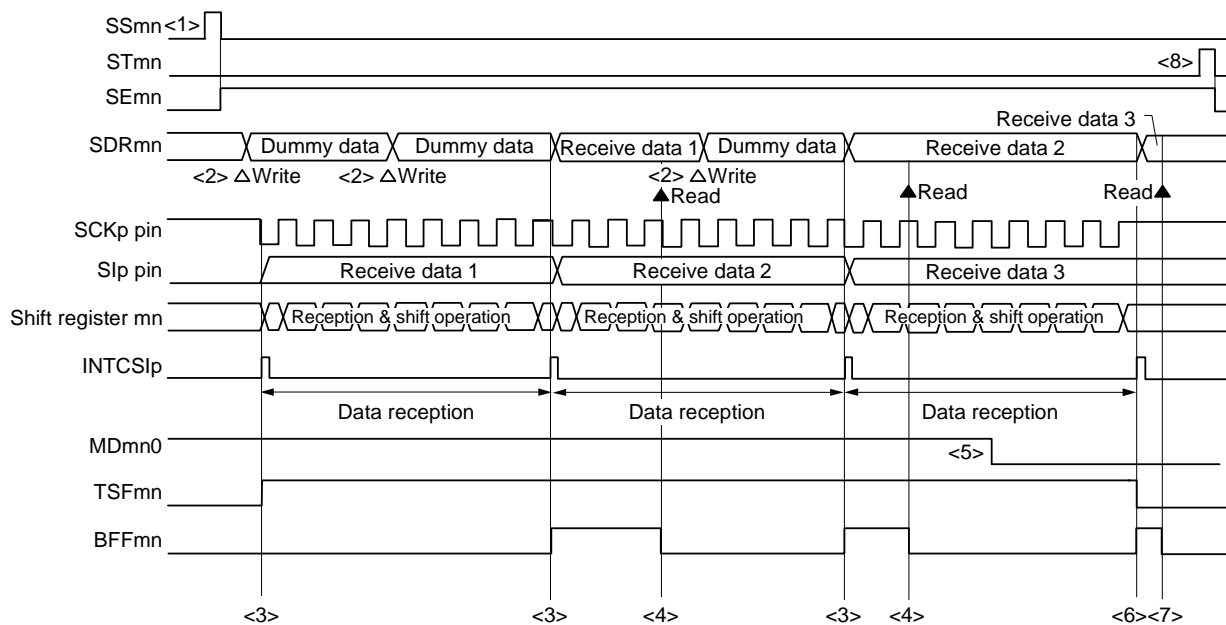 SSmn <1>
STmn <8>
SEmn
Receive data 3
SDRmn Dummy data Dummy data Receive data 1 Dummy data Receive data 2
<2> △Write <2> △Write <2> △Write
▲Read ▲Read Read▲
SCKp pin
SIp pin Receive data 1 Receive data 2 Receive data 3
Shift register mn Reception & shift operation Reception & shift operation Reception & shift operation
INTCSIp
Data reception Data reception Data reception
MDmn0 <5>
TSFmn
BFFmn
<3> <3> <4> <3> <4> <6> <7>